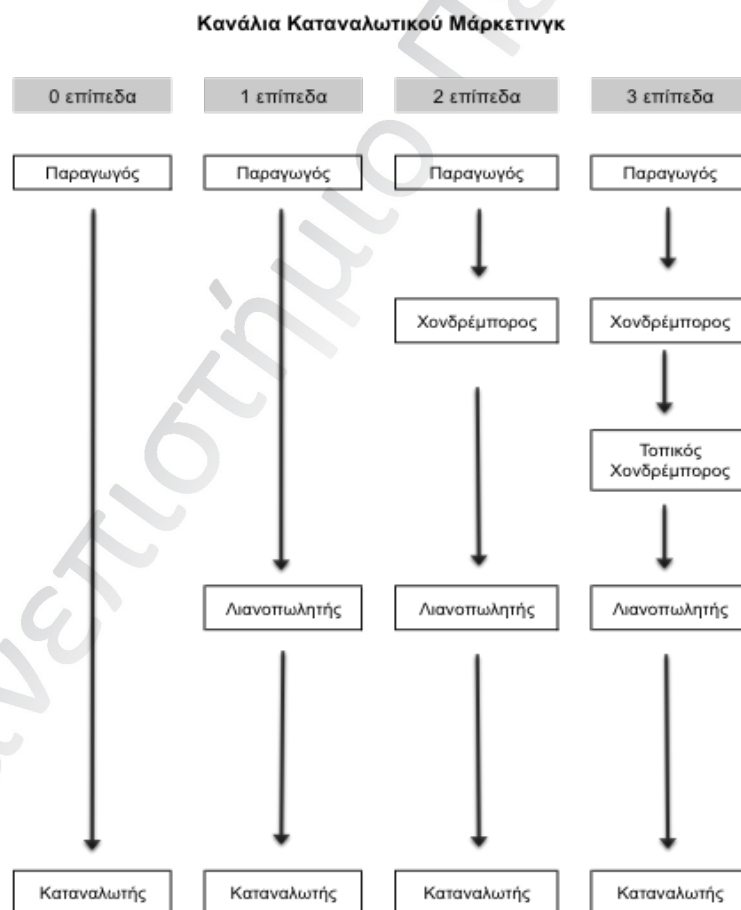 Κανάλια Καταναλωτικού Μάρκετινγκ
0 επίπεδα
1 επίπεδα
2 επίπεδα
3 επίπεδα
Παραγωγός
Παραγωγός
Παραγωγός
Παραγωγός
Χονδρέμπορος
Χονδρέμπορος
Τοπικός
Χονδρέμπορος
Λιανοπωλητής
Λιανοπωλητής
Λιανοπωλητής
Καταναλωτής
Καταναλωτής
Καταναλωτής
Καταναλωτής